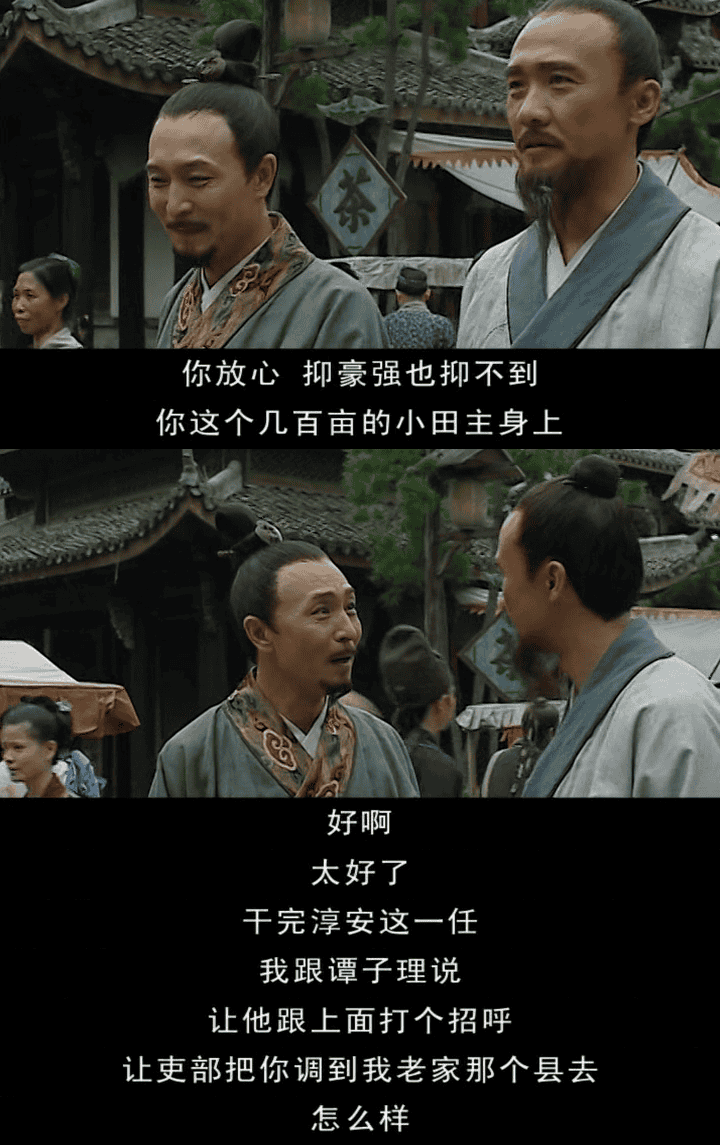 茶
你放心 抑豪强也抑不到
你这个几百亩的小田主身上
茶
好啊
太好了
干完淳安这一任
我跟谭子理说
让他跟上面打个招呼
让吏部把你调到我老家那个县去
怎么样